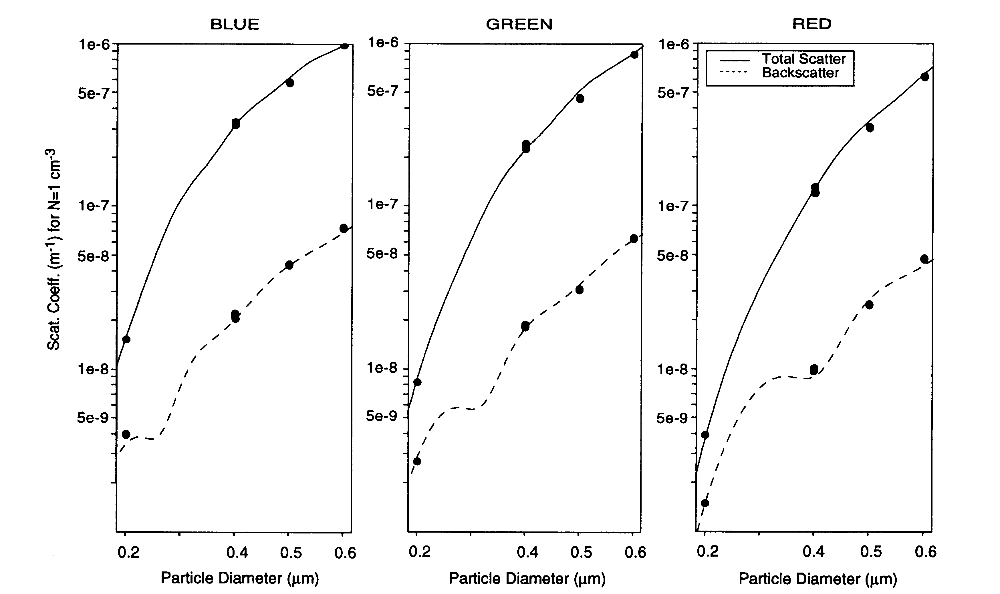 BLUE
GREEN
RED
Scat. Coeff. (m-1) for N=1 cm-3
1e-6
5e-7
1e-7
5e-8
1e-8
5e-9
1e-6
5e-7
1e-7
5e-8
1e-8
5e-9
1e-6
5e-7
1e-7
5e-8
1e-8
5e-9
Total Scatter
Backscatter
0.2 0.4 0.5 0.6
0.2 0.4 0.5 0.6
0.2 0.4 0.5 0.6
Particle Diameter (μm)
Particle Diameter (μm)
Particle Diameter (μm)